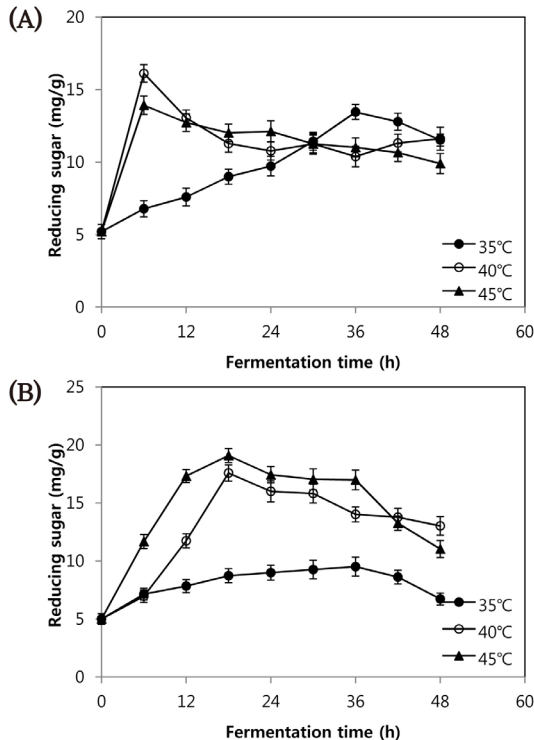 (A)
20
15
10
5
0
Reducing sugar (mg/g)
35℃
40℃
45℃
0 12 24 36 48 60
Fermentation time (h)
(B)
25
20
15
10
5
0
Reducing sugar (mg/g)
35℃
40℃
45℃
0 12 24 36 48 60
Fermentation time (h)